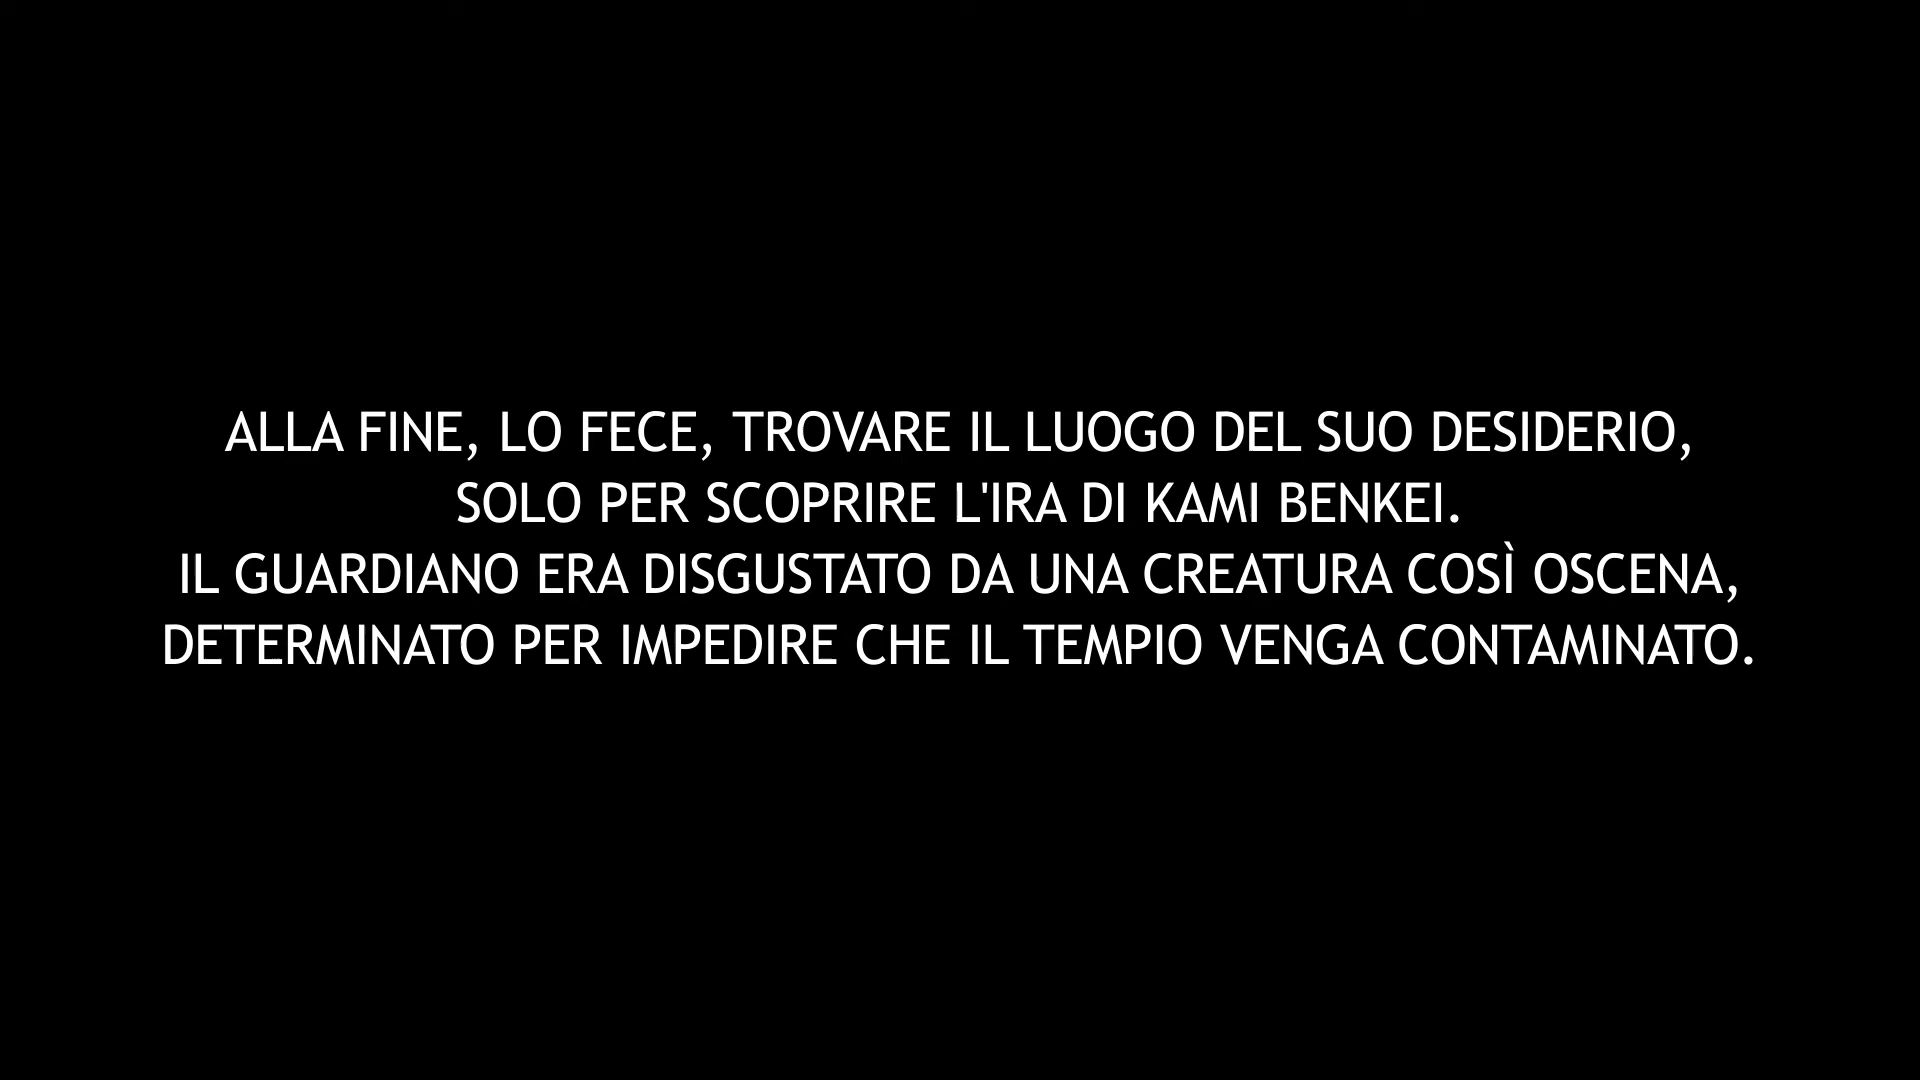 ALLA FINE, LO FECE, TROVARE IL LUOGO DEL SUO DESIDERIO,
SOLO PER SCOPRIRE L'IRA DI KAMI BENKEI.
IL GUARDIANO ERA DISGUSTATO DA UNA CREATURA COSÌ OSCENA,
DETERMINATO PER IMPEDIRE CHE IL TEMPIO VENGA CONTAMINATO.